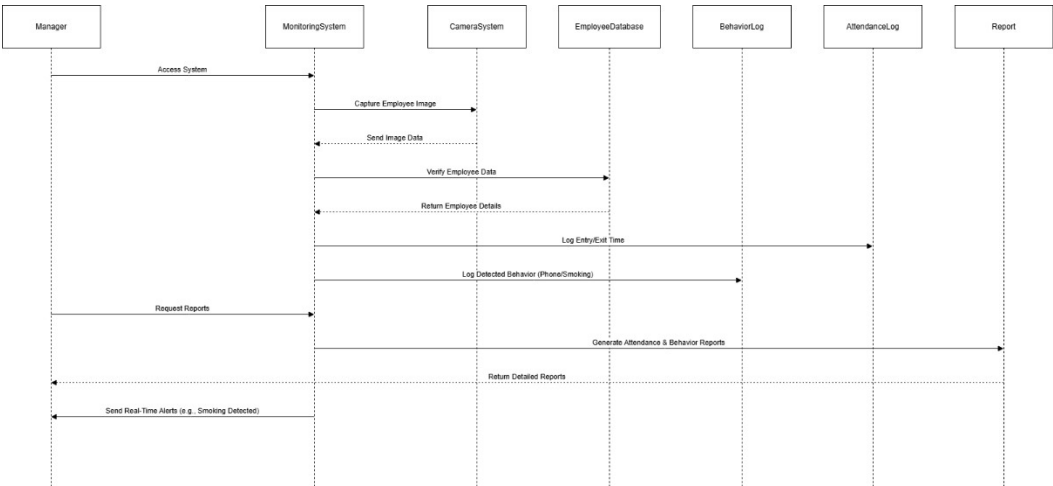 Manager
MonitoringSystem
CameraSystem
EmployeeDatabase
BehaviorLog
AttendanceLog
Report
Access System
Capture Employee Image
Send Image Data
Verify Employee Data
Return Employee Details
Log Entry/Exit Time
Log Detected Behavior (Phone/Smoking)
Request Reports
Generate Attendance & Behavior Reports
Return Detailed Reports
Send Real-Time Alerts (e.g., Smoking Detected)